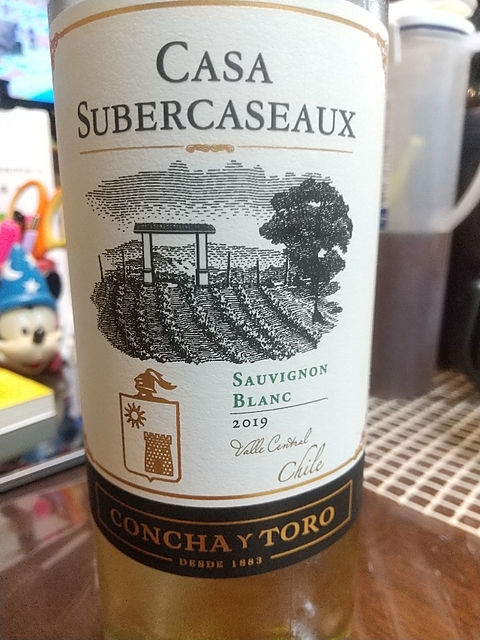 CASA
SUBERCASEAUX
SAUVIGNON
BLANC
2019
Valle Central
Chile
CONCHA Y TORO
DESDE 1883